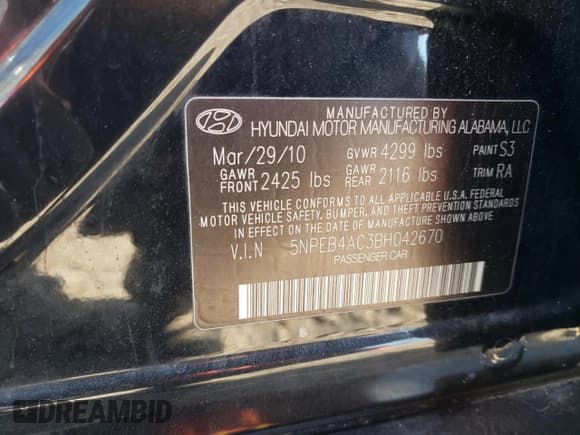 MANUFACTURED BY
HYUNDAI MOTOR MANUFACTURING ALABAMA, LLC
Mar/29/10 GVWR 4299 lbs PAINT S3
GAWR FRONT 2425 lbs GAWR REAR 2116 lbs TRIM RA
THIS VEHICLE CONFORMS TO ALL APPLICABLE U.S.A. FEDERAL
MOTOR VEHICLE SAFETY, BUMPER, AND THEFT PREVENTION STANDARDS
IN EFFECT ON THE DATE OF MANUFACTURE SHOWN ABOVE.
V.I.N 5NPEB4AC3BH042670
PASSENGER CAR
DREAMBID